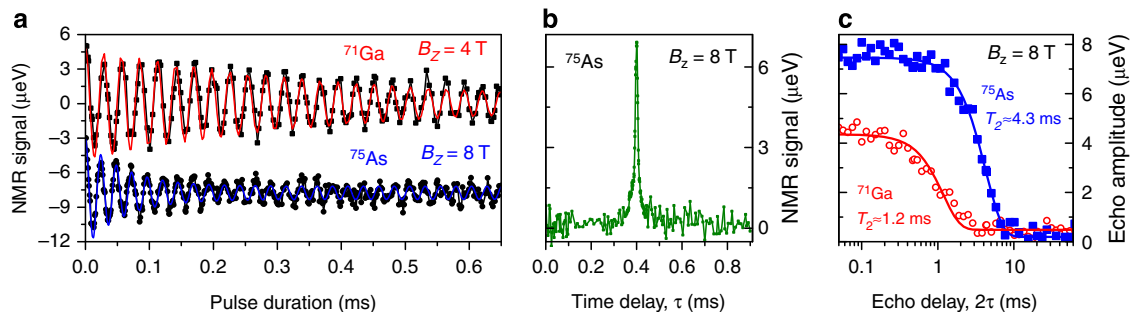 a
6
3
0
−3
−6
−9
−12
NMR signal (μeV)
⁷¹Ga
B_Z = 4 T
⁷⁵As
B_Z = 8 T
0.0 0.1 0.2 0.3 0.4 0.5 0.6
Pulse duration (ms)
b
⁷⁵As
B_z = 8 T
6
3
0
NMR signal (μeV)
0.0 0.2 0.4 0.6 0.8
Time delay, τ (ms)
c
B_z = 8 T
⁷⁵As
T₂≈4.3 ms
⁷¹Ga
T₂≈1.2 ms
8
6
4
2
0
Echo amplitude (μeV)
0.1 1 10
Echo delay, 2τ (ms)